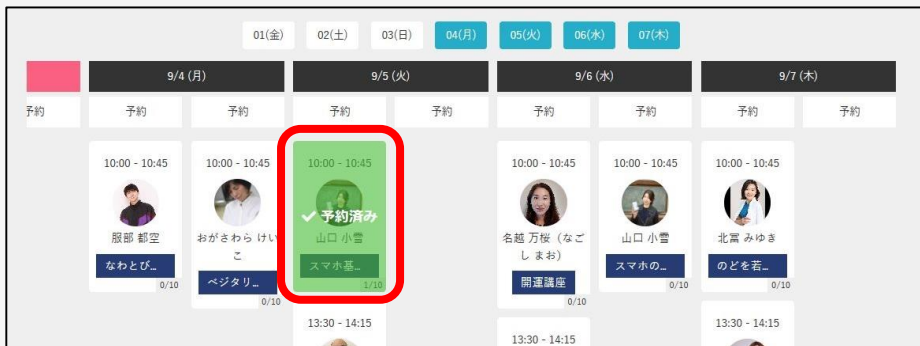 01(金) 02(土) 03(日) 04(月) 05(火) 06(水) 07(木)
9/4 (月) 9/5 (火) 9/6 (水) 9/7 (木)
予約 予約 予約 予約 予約 予約 予約 予約 予約
10:00 - 10:45
服部 都空
なわとび…
0/10
10:00 - 10:45
おがさわら けい
こ
ベジタリ…
0/10
10:00 - 10:45
予約済み
山口 小雪
スマホ基…
1/10
13:30 - 14:15
10:00 - 10:45
名越 万桜（なご
し まお）
開運講座
0/10
13:30 - 14:15
10:00 - 10:45
山口 小雪
スマホの…
0/10
10:00 - 10:45
北冨 みゆき
のどを若…
0/10
13:30 - 14:15